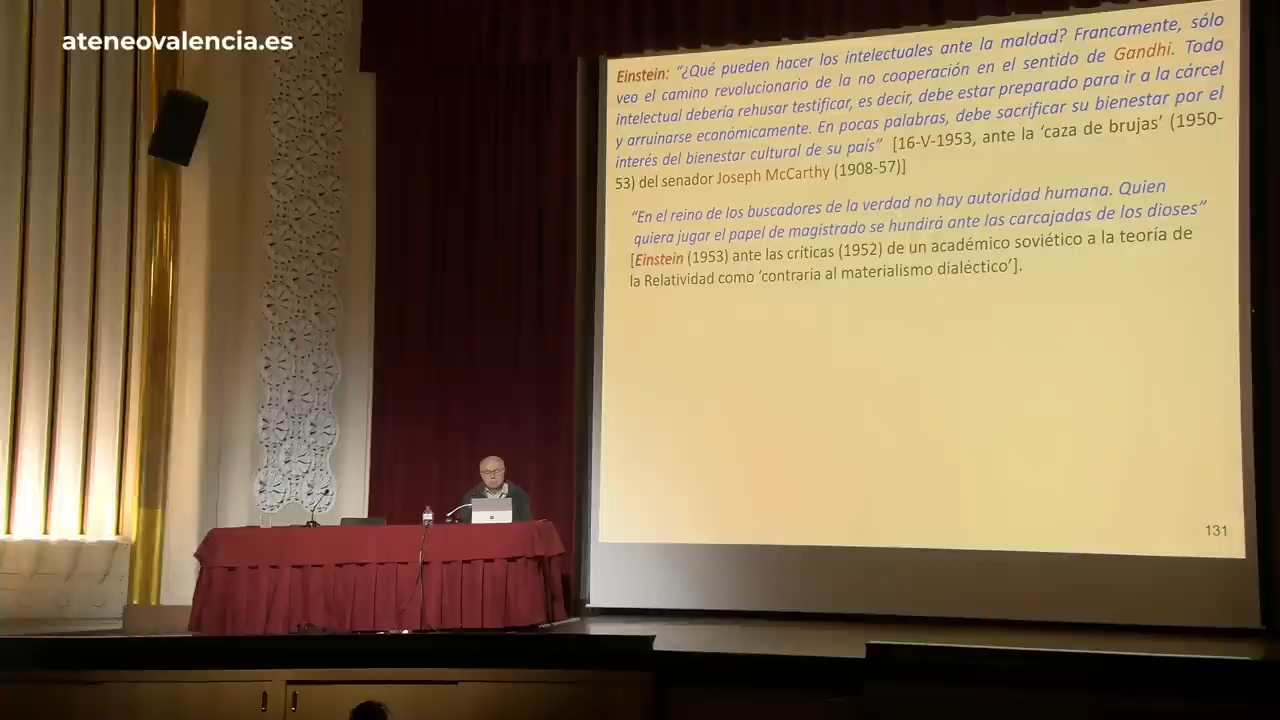 ateneovalencia.es
Einstein: “¿Qué pueden hacer los intelectuales ante la maldad? Francamente, sólo
veo el camino revolucionario de la no cooperación en el sentido de Gandhi. Todo
intelectual debería rehusar testificar, es decir, debe estar preparado para ir a la cárcel
y arruinarse económicamente. En pocas palabras, debe sacrificar su bienestar por el
interés del bienestar cultural de su país” [16-V-1953, ante la ‘caza de brujas’ (1950-
53) del senador Joseph McCarthy (1908-57)]
“En el reino de los buscadores de la verdad no hay autoridad humana. Quien
quiera jugar el papel de magistrado se hundirá ante las carcajadas de los dioses”
[Einstein (1953) ante las críticas (1952) de un académico soviético a la teoría de
la Relatividad como ‘contraria al materialismo dialéctico’].
131